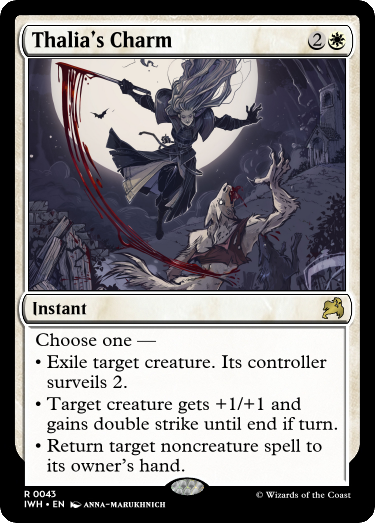 Thalia's Charm 2
Instant
Choose one —
• Exile target creature. Its controller
surveils 2.
• Target creature gets +1/+1 and
gains double strike until end if turn.
• Return target noncreature spell to
its owner's hand.
R 0043
IWH • EN ANNA-MARUKHNICH
© Wizards of the Coast